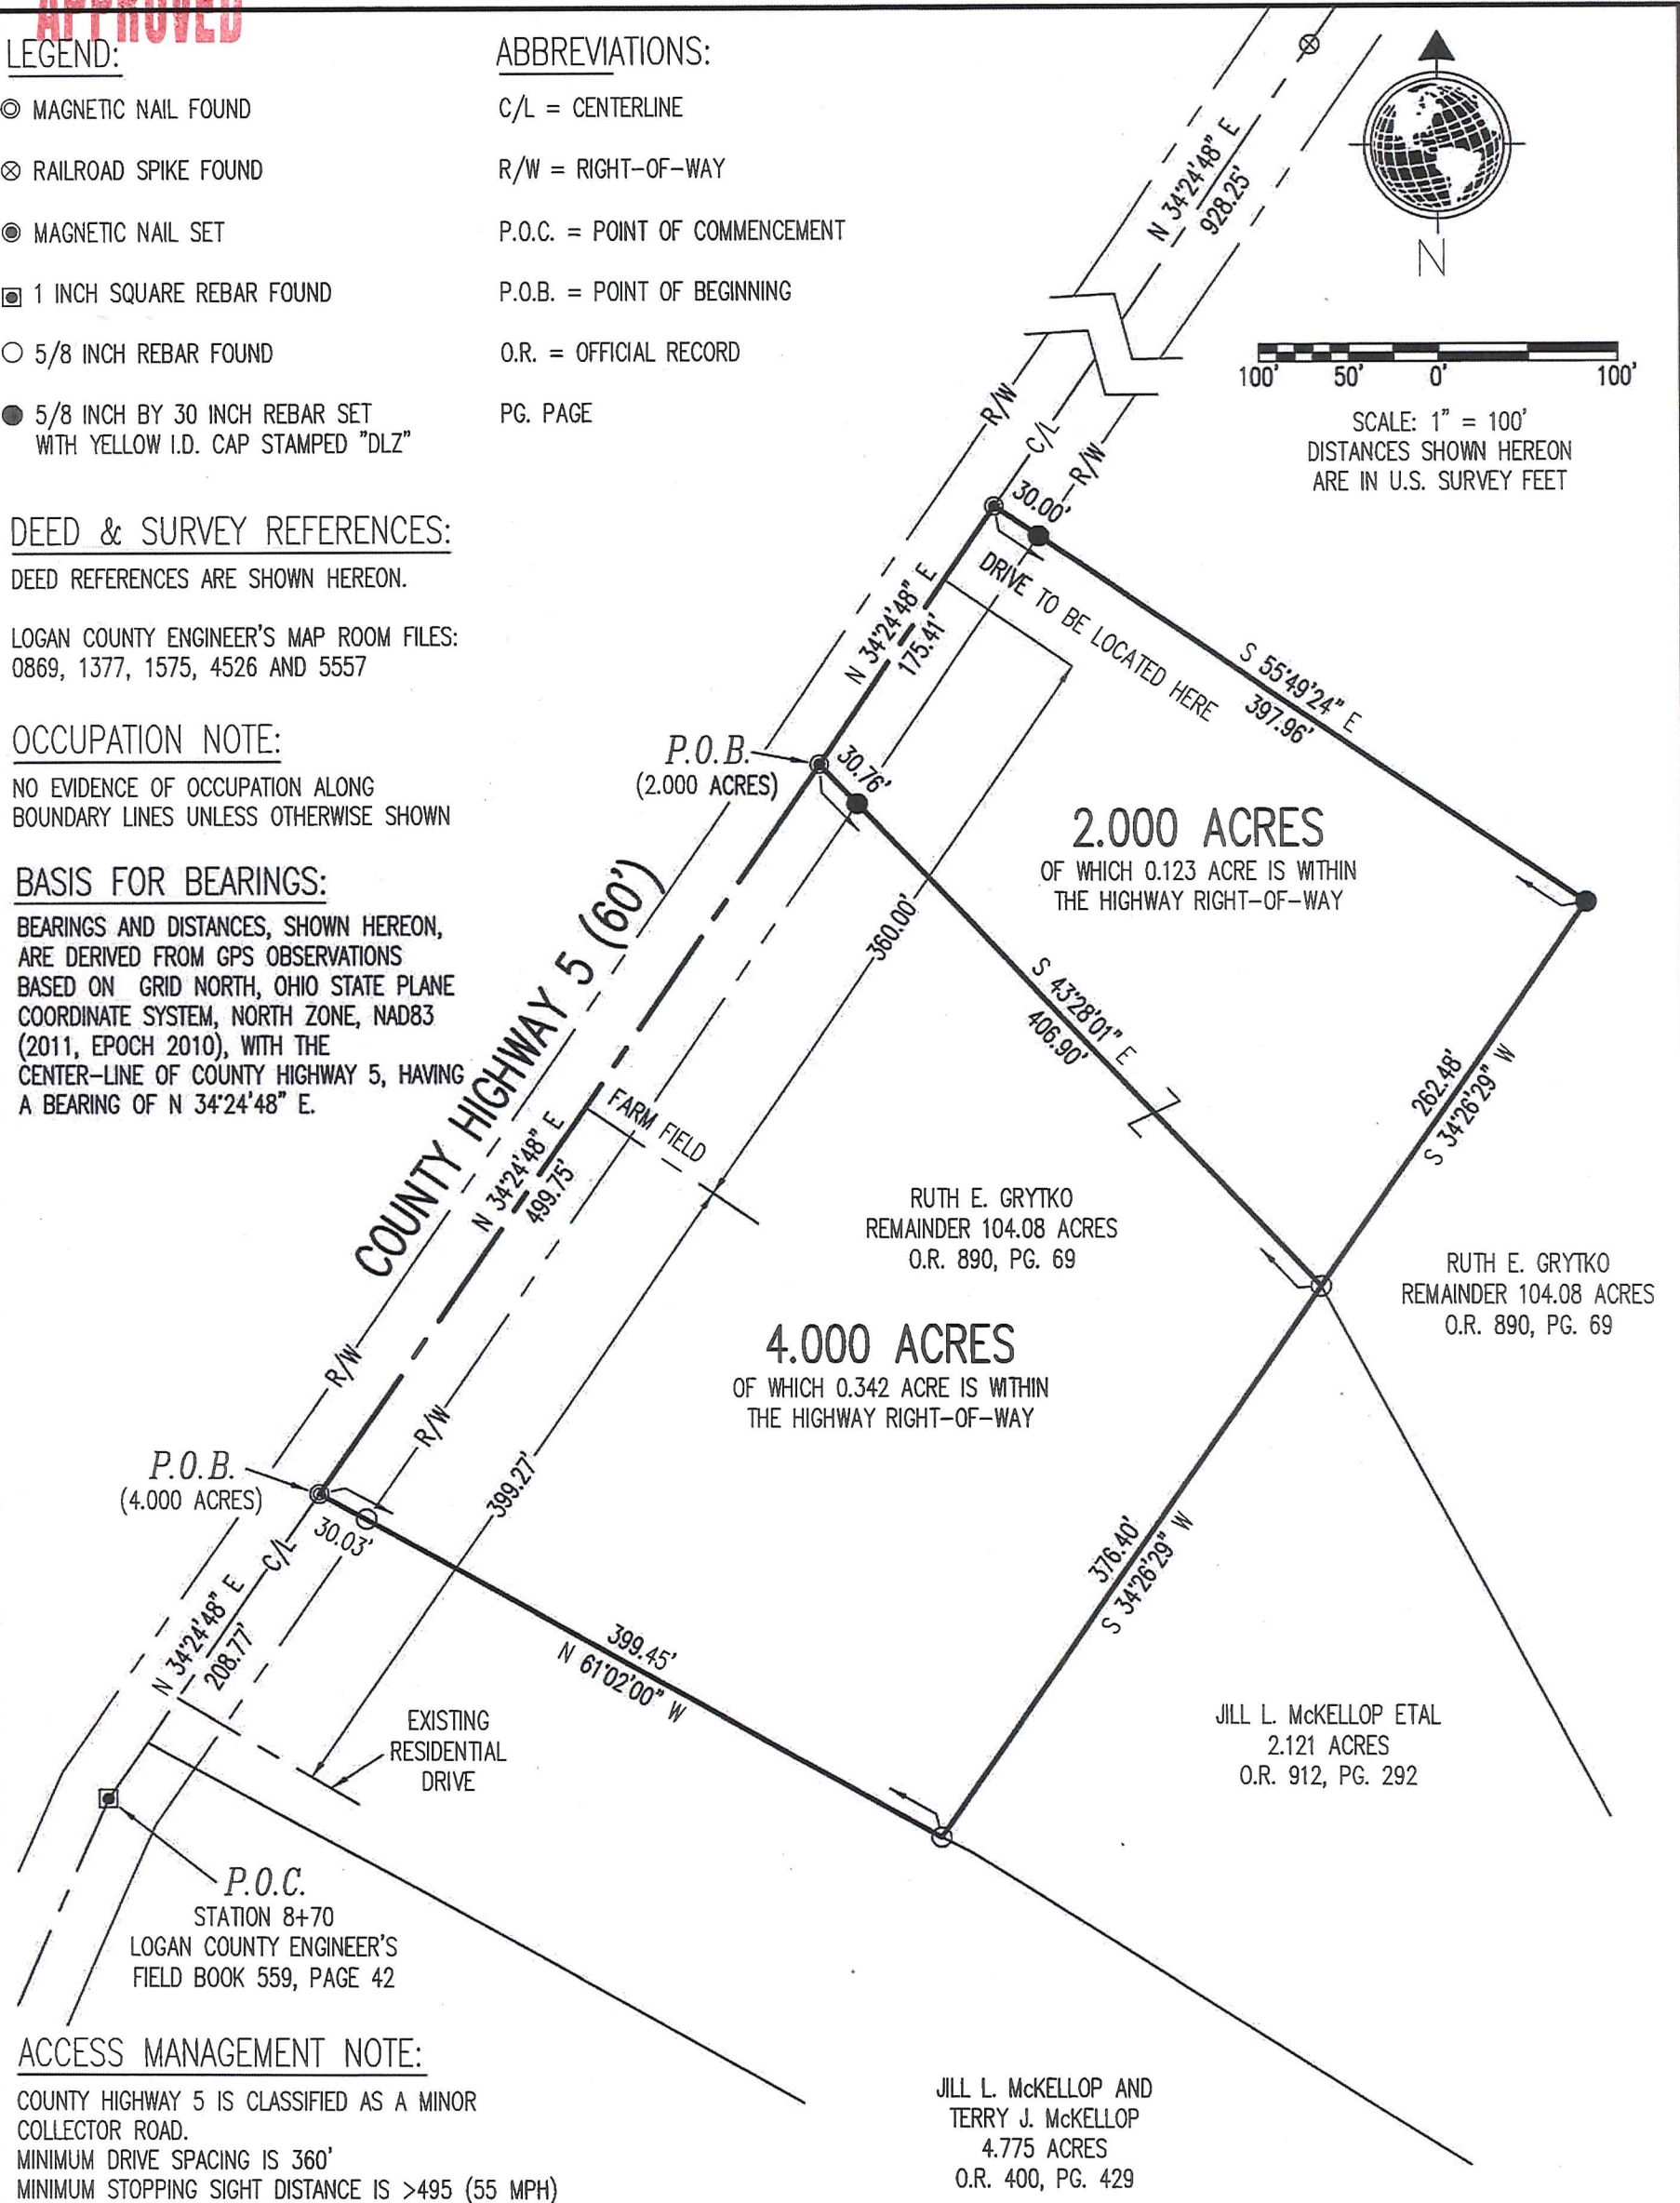 APPROVED
LEGEND:
MAGNETIC NAIL FOUND
RAILROAD SPIKE FOUND
MAGNETIC NAIL SET
1 INCH SQUARE REBAR FOUND
5/8 INCH REBAR FOUND
5/8 INCH BY 30 INCH REBAR SET
WITH YELLOW I.D. CAP STAMPED "DLZ"
ABBREVIATIONS:
C/L = CENTERLINE
R/W = RIGHT-OF-WAY
P.O.C. = POINT OF COMMENCEMENT
P.O.B. = POINT OF BEGINNING
O.R. = OFFICIAL RECORD
PG. PAGE
N 34°24'48" E
928.25'
N
100' 50' 0' 100'
SCALE: 1" = 100'
DISTANCES SHOWN HEREON
ARE IN U.S. SURVEY FEET
DEED & SURVEY REFERENCES:
DEED REFERENCES ARE SHOWN HEREON.
LOGAN COUNTY ENGINEER'S MAP ROOM FILES:
0869, 1377, 1575, 4526 AND 5557
OCCUPATION NOTE:
NO EVIDENCE OF OCCUPATION ALONG
BOUNDARY LINES UNLESS OTHERWISE SHOWN
BASIS FOR BEARINGS:
BEARINGS AND DISTANCES, SHOWN HEREON,
ARE DERIVED FROM GPS OBSERVATIONS
BASED ON GRID NORTH, OHIO STATE PLANE
COORDINATE SYSTEM, NORTH ZONE, NAD83
(2011, EPOCH 2010), WITH THE
CENTER-LINE OF COUNTY HIGHWAY 5, HAVING
A BEARING OF N 34°24'48" E.
R/W
C/L
R/W
30.00'
DRIVE TO BE LOCATED HERE
S 55°49'24" E
397.96'
N 34°24'48" E
175.41'
P.O.B.
(2.000 ACRES)
30.76'
2.000 ACRES
OF WHICH 0.123 ACRE IS WITHIN
THE HIGHWAY RIGHT-OF-WAY
360.00'
S 43°28'01" E
406.90'
262.48'
S 34°26'29" W
COUNTY HIGHWAY 5 (60')
FARM FIELD
N 34°24'48" E
499.75'
RUTH E. GRYTKO
REMAINDER 104.08 ACRES
O.R. 890, PG. 69
RUTH E. GRYTKO
REMAINDER 104.08 ACRES
O.R. 890, PG. 69
4.000 ACRES
OF WHICH 0.342 ACRE IS WITHIN
THE HIGHWAY RIGHT-OF-WAY
R/W
R/W
399.27'
P.O.B.
(4.000 ACRES)
30.03'
C/L
N 34°24'48" E
208.77'
399.45'
N 61°02'00" W
376.40'
S 34°26'29" W
EXISTING
RESIDENTIAL
DRIVE
JILL L. McKELLOP ETAL
2.121 ACRES
O.R. 912, PG. 292
P.O.C.
STATION 8+70
LOGAN COUNTY ENGINEER'S
FIELD BOOK 559, PAGE 42
ACCESS MANAGEMENT NOTE:
COUNTY HIGHWAY 5 IS CLASSIFIED AS A MINOR
COLLECTOR ROAD.
MINIMUM DRIVE SPACING IS 360'
MINIMUM STOPPING SIGHT DISTANCE IS >495 (55 MPH)
JILL L. McKELLOP AND
TERRY J. McKELLOP
4.775 ACRES
O.R. 400, PG. 429